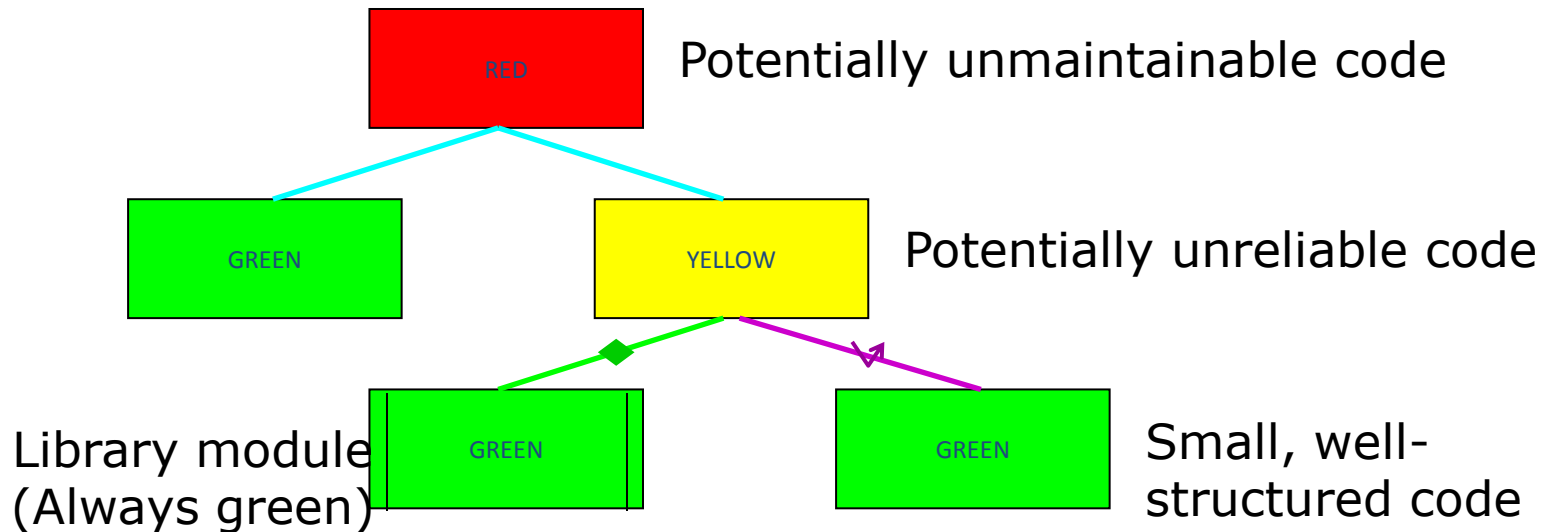 RED
Potentially unmaintainable code
GREEN
YELLOW
Potentially unreliable code
Library module
(Always green)
GREEN
GREEN
Small, well-
structured code